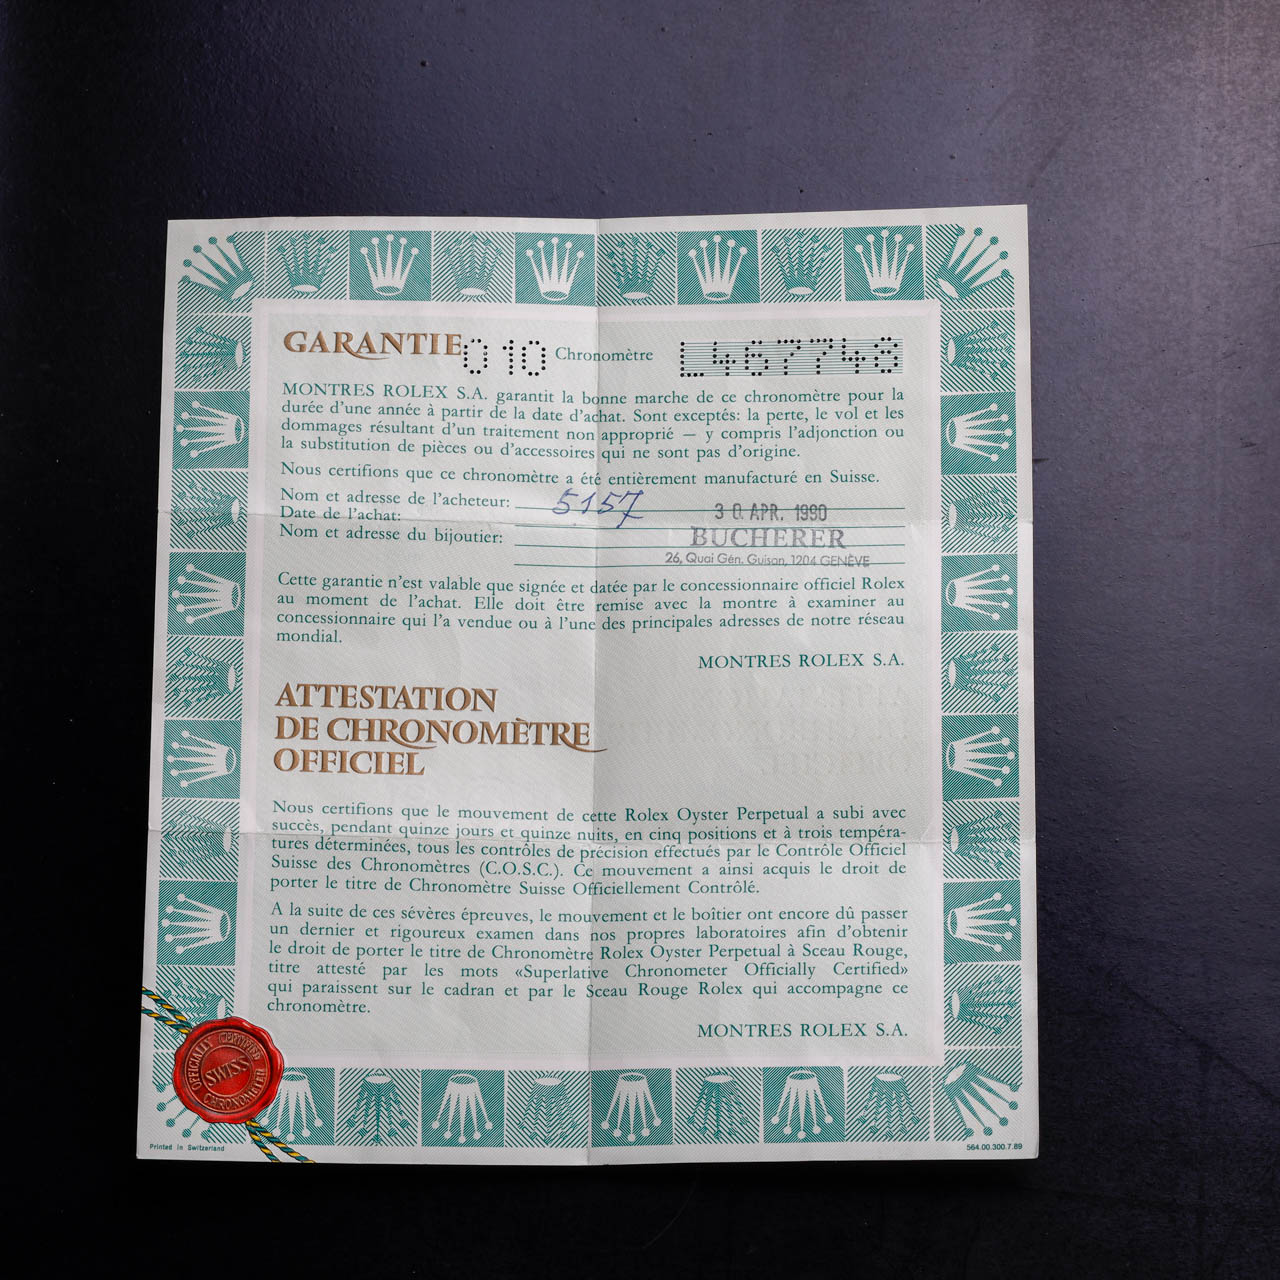 GARANTIE 010 Chronomètre L467748
MONTRES ROLEX S.A. garantit la bonne marche de ce chronomètre pour la
durée d'une année à partir de la date d'achat. Sont exceptés: la perte, le vol et les
dommages résultant d'un traitement non approprié – y compris l'adjonction ou
la substitution de pièces ou d'accessoires qui ne sont pas d'origine.
Nous certifions que ce chronomètre a été entièrement manufacturé en Suisse.
Nom et adresse de l'acheteur: 5157
Date de l'achat: 30 APR. 1990
Nom et adresse du bijoutier: BUCHERER
26, Quai Gén. Guisan, 1204 GENÈVE
Cette garantie n'est valable que signée et datée par le concessionnaire officiel Rolex
au moment de l'achat. Elle doit être remise avec la montre à examiner au
concessionnaire qui l'a vendue ou à l'une des principales adresses de notre réseau
mondial.
MONTRES ROLEX S.A.
ATTESTATION
DE CHRONOMÈTRE
OFFICIEL
Nous certifions que le mouvement de cette Rolex Oyster Perpetual a subi avec
succès, pendant quinze jours et quinze nuits, en cinq positions et à trois tempéra-
tures déterminées, tous les contrôles de précision effectués par le Contrôle Officiel
Suisse des Chronomètres (C.O.S.C.). Ce mouvement a ainsi acquis le droit de
porter le titre de Chronomètre Suisse Officiellement Contrôlé.
A la suite de ces sévères épreuves, le mouvement et le boîtier ont encore dû passer
un dernier et rigoureux examen dans nos propres laboratoires afin d'obtenir
le droit de porter le titre de Chronomètre Rolex Oyster Perpetual à Sceau Rouge,
titre attesté par les mots «Superlative Chronometer Officially Certified»
qui paraissent sur le cadran et par le Sceau Rouge Rolex qui accompagne ce
chronomètre.
MONTRES ROLEX S.A.
OFFICIALLY CERTIFIED
SWISS
CHRONOMETER
Printed in Switzerland
564.00.300.7.89